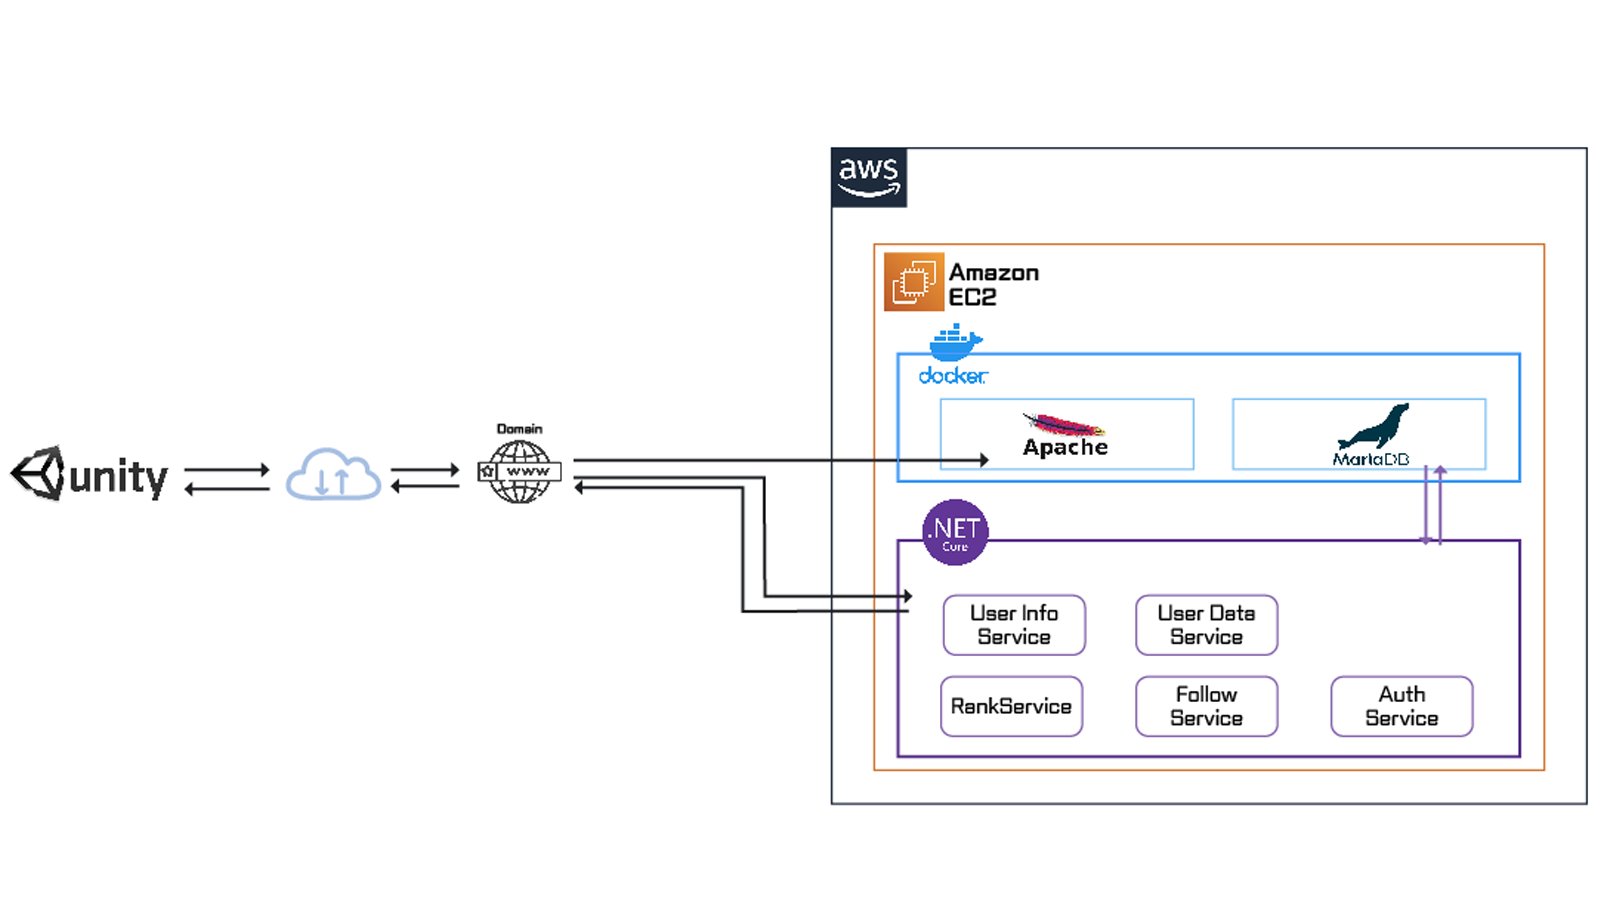 aws
Amazon
EC2
docker
Apache
MariaDB
Domain
www
unity
.NET
Core
User Info
Service
User Data
Service
RankService
Follow
Service
Auth
Service